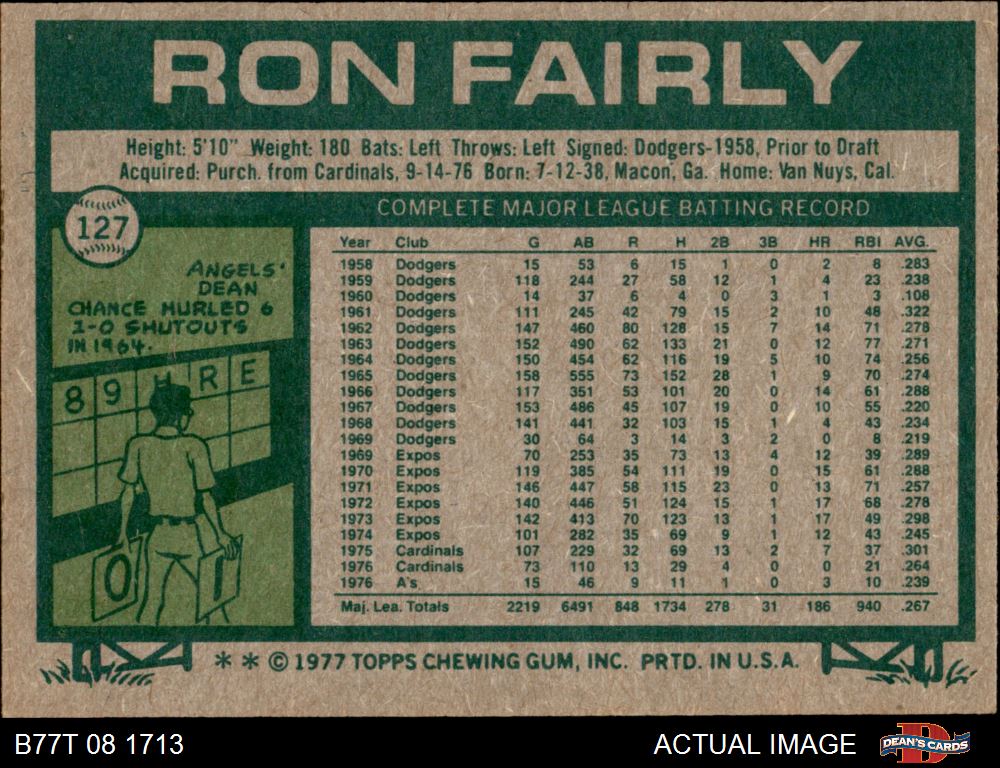 RON FAIRLY
Height: 5'10" Weight: 180 Bats: Left Throws: Left Signed: Dodgers-1958, Prior to Draft
Acquired: Purch. from Cardinals, 9-14-76 Born: 7-12-38, Macon, Ga. Home: Van Nuys, Cal.
127
COMPLETE MAJOR LEAGUE BATTING RECORD
ANGELS'
DEAN
CHANCE HURLED 6
1-0 SHUTOUTS
IN 1964.
8 9 H R E
0 1
Year Club G AB R H 2B 3B HR RBI AVG.
1958 Dodgers 15 53 6 15 1 0 2 8 .283
1959 Dodgers 118 244 27 58 12 1 4 23 .238
1960 Dodgers 14 37 6 4 0 3 1 3 .108
1961 Dodgers 111 245 42 79 15 2 10 48 .322
1962 Dodgers 147 460 80 128 15 7 14 71 .278
1963 Dodgers 152 490 62 133 21 0 12 77 .271
1964 Dodgers 150 454 62 116 19 5 10 74 .256
1965 Dodgers 158 555 73 152 28 1 9 70 .274
1966 Dodgers 117 351 53 101 20 0 14 61 .288
1967 Dodgers 153 486 45 107 19 0 10 55 .220
1968 Dodgers 141 441 32 103 15 1 4 43 .234
1969 Dodgers 30 64 3 14 3 2 0 8 .219
1969 Expos 70 253 35 73 13 4 12 39 .289
1970 Expos 119 385 54 111 19 0 15 61 .288
1971 Expos 146 447 58 115 23 0 13 71 .257
1972 Expos 140 446 51 124 15 1 17 68 .278
1973 Expos 142 413 70 123 13 1 17 49 .298
1974 Expos 101 282 35 69 9 1 12 43 .245
1975 Cardinals 107 229 32 69 13 2 7 37 .301
1976 Cardinals 73 110 13 29 4 0 0 21 .264
1976 A's 15 46 9 11 1 0 3 10 .239
Maj. Lea. Totals 2219 6491 848 1734 278 31 186 940 .267
* * © 1977 TOPPS CHEWING GUM, INC. PRTD. IN U.S.A.
B77T 08 1713
ACTUAL IMAGE
DEAN'S CARDS